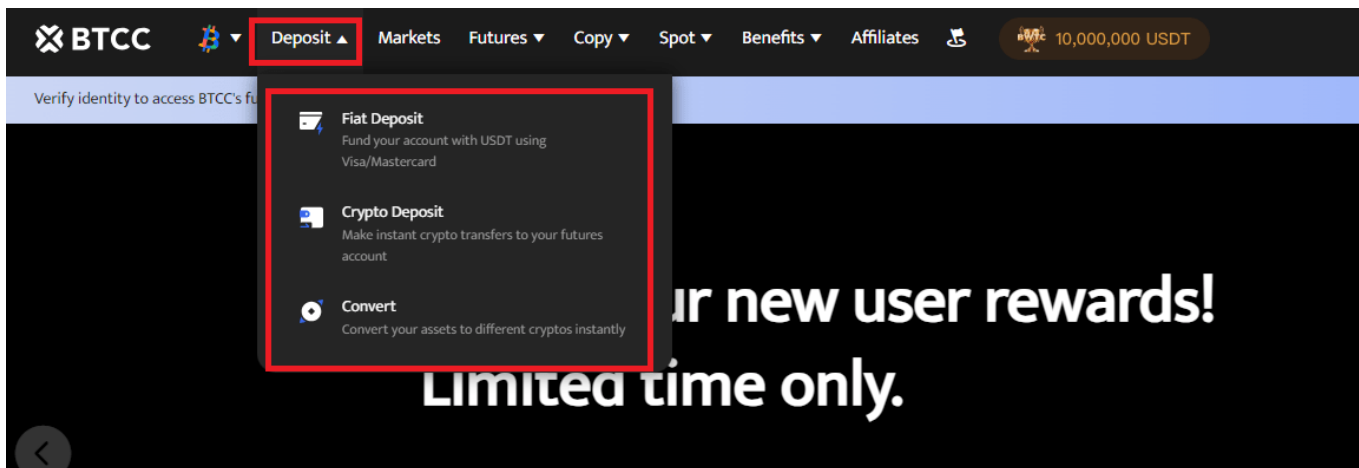 BTCC
Deposit ▲ Markets Futures ▼ Copy ▼ Spot ▼ Benefits ▼ Affiliates 10,000,000 USDT
Verify identity to access BTCC's fu
Fiat Deposit
Fund your account with USDT using
Visa/Mastercard
Crypto Deposit
Make instant crypto transfers to your futures
account
Convert
Convert your assets to different cryptos instantly
ur new user rewards!
Limited time only.